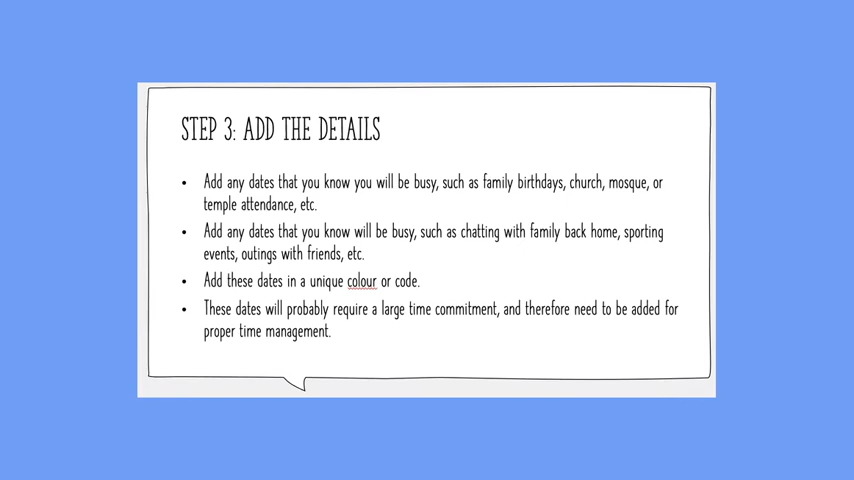 STEP 3: ADD THE DETAILS
• Add any dates that you know you will be busy, such as family birthdays, church, mosque, or
temple attendance, etc.
• Add any dates that you know will be busy, such as chatting with family back home, sporting
events, outings with friends, etc.
• Add these dates in a unique colour or code.
• These dates will probably require a large time commitment, and therefore need to be added for
proper time management.